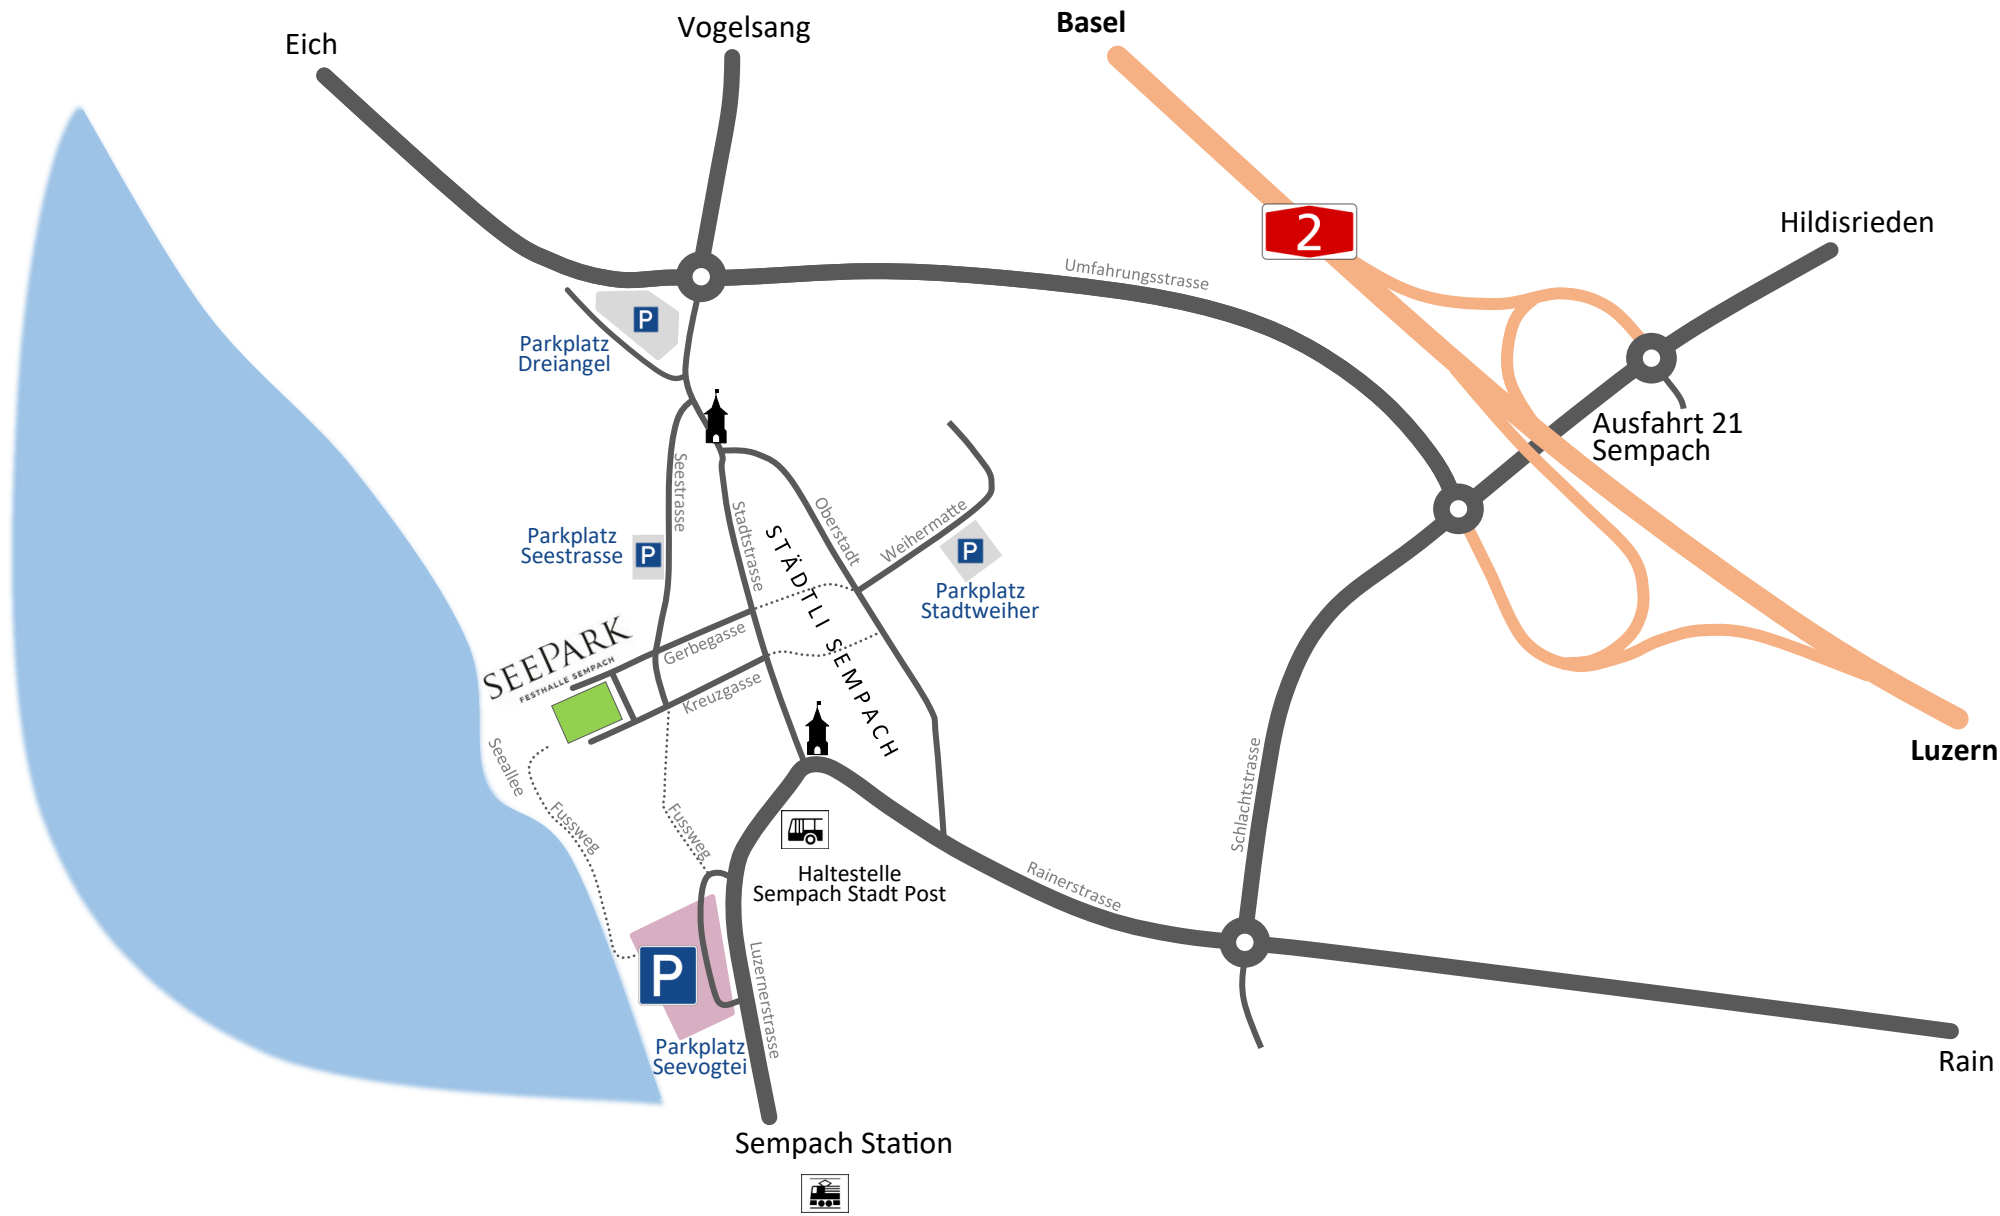 Basel
Vogelsang
Eich
2
Hildisrieden
Umfahrungsstrasse
P
Parkplatz
Dreiangel
Ausfahrt 21
Sempach
Seestrasse
Stadtstrasse
Oberstadt
Weihermatte
STÄDTLI SEMPACH
Parkplatz
Seestrasse
P
P
Parkplatz
Stadtweiher
SEEPARK
FESTHALLE SEMPACH
Gerbegasse
Kreuzgasse
Luzern
Seeallee
Fussweg
Fussweg
Schlachtstrasse
Haltestelle
Sempach Stadt Post
Rainerstrasse
P
Luzernerstrasse
Parkplatz
Seevogtei
Rain
Sempach Station